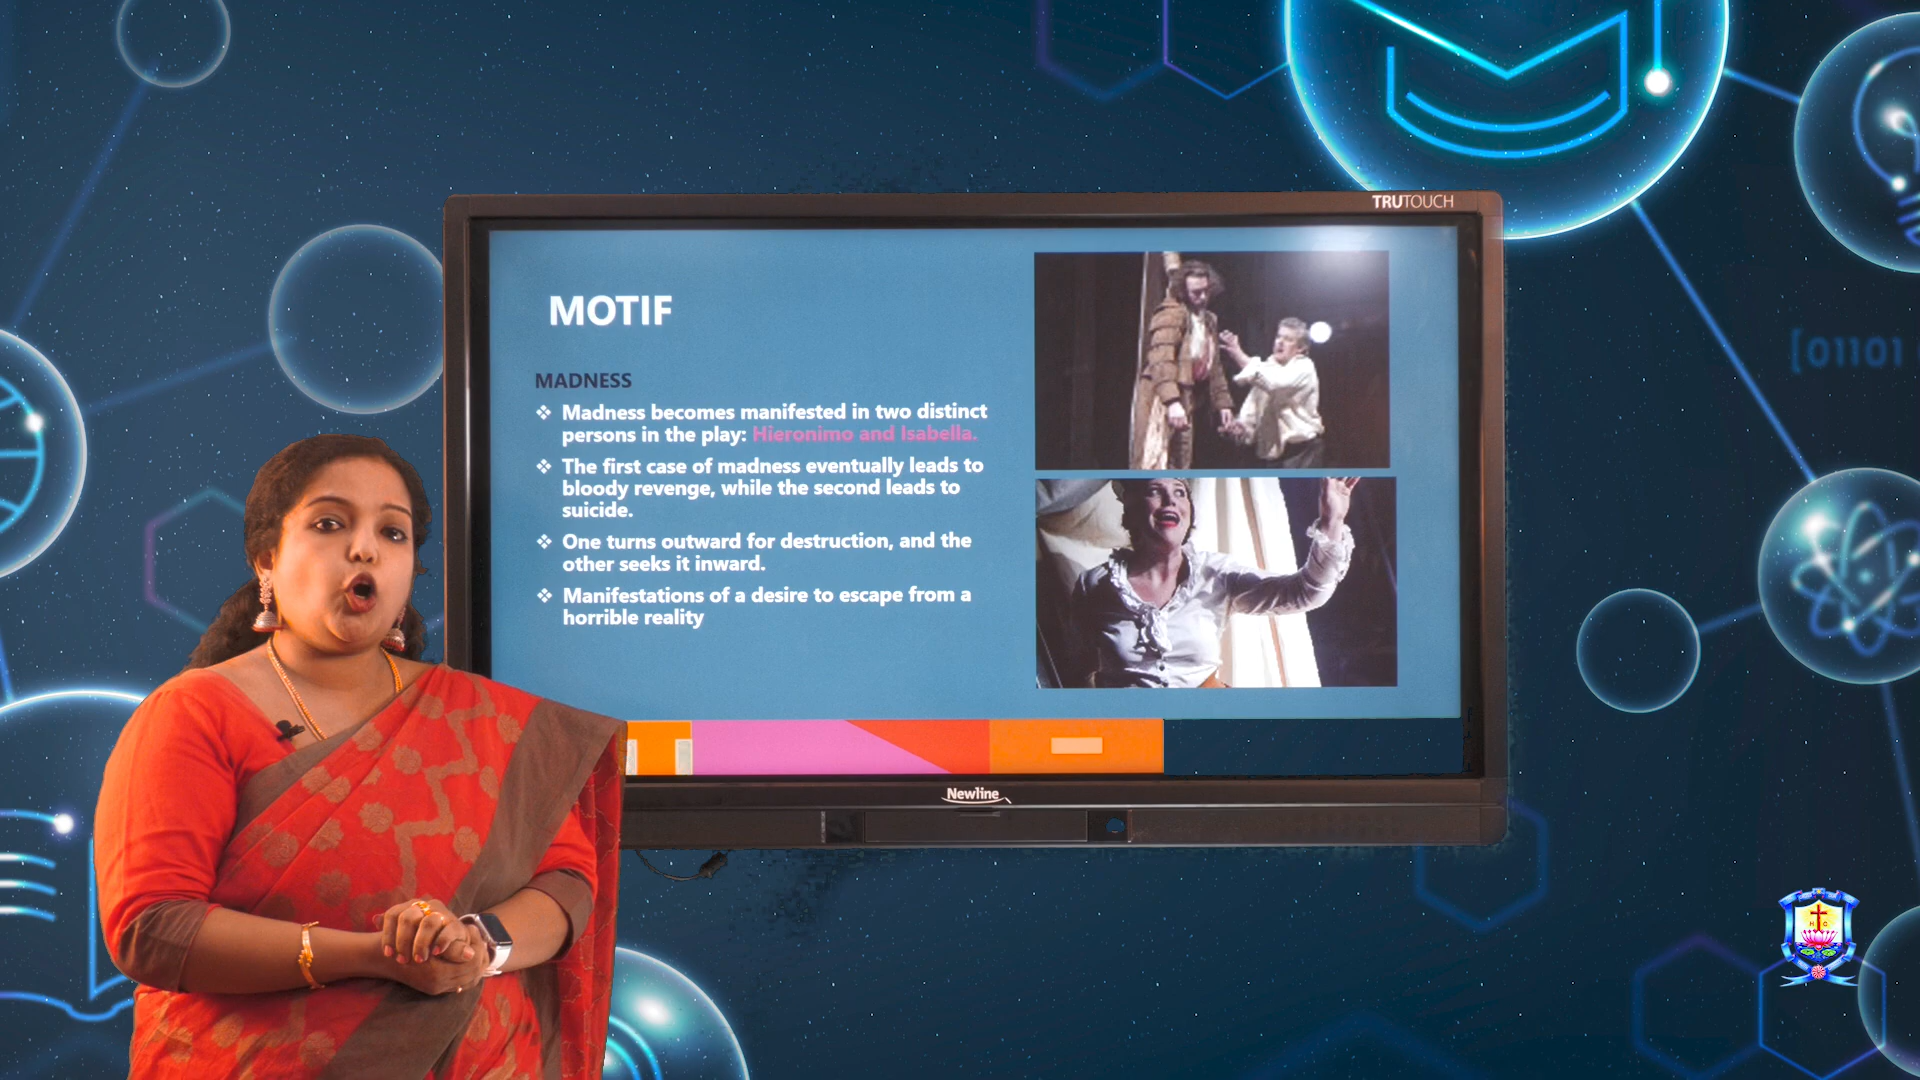 TRUTOUCH
MOTIF
MADNESS
❖ Madness becomes manifested in two distinct
persons in the play: Hieronimo and Isabella.
❖ The first case of madness eventually leads to
bloody revenge, while the second leads to
suicide.
❖ One turns outward for destruction, and the
other seeks it inward.
❖ Manifestations of a desire to escape from a
horrible reality
[01101
Newline
H C